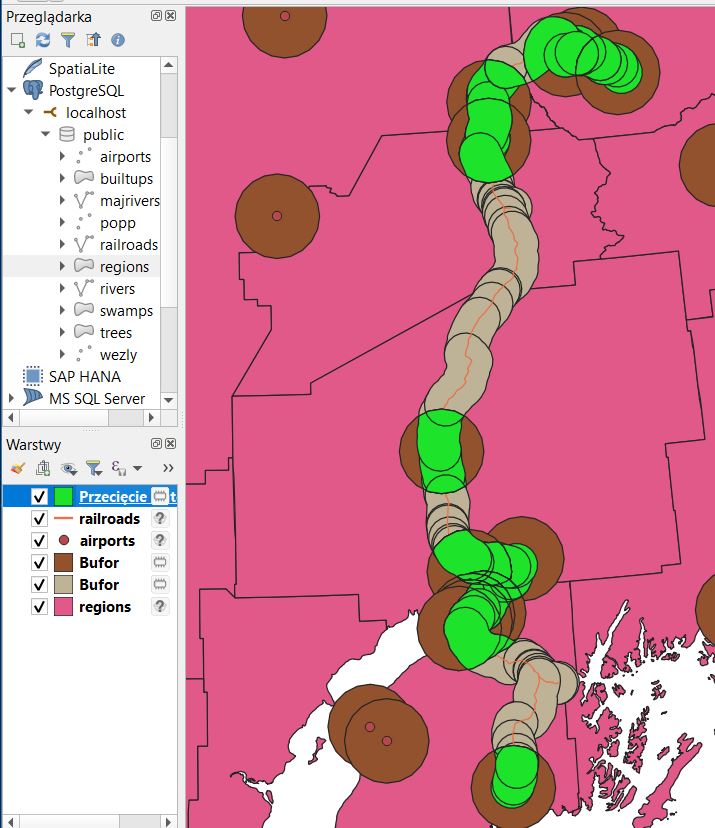 Przeglądarka
SpatiaLite
PostgreSQL
localhost
public
airports
builtups
majrivers
popp
railroads
regions
rivers
swamps
trees
wezly
SAP HANA
MS SQL Server
Warstwy
Przecięcie
railroads
airports
Bufor
Bufor
regions